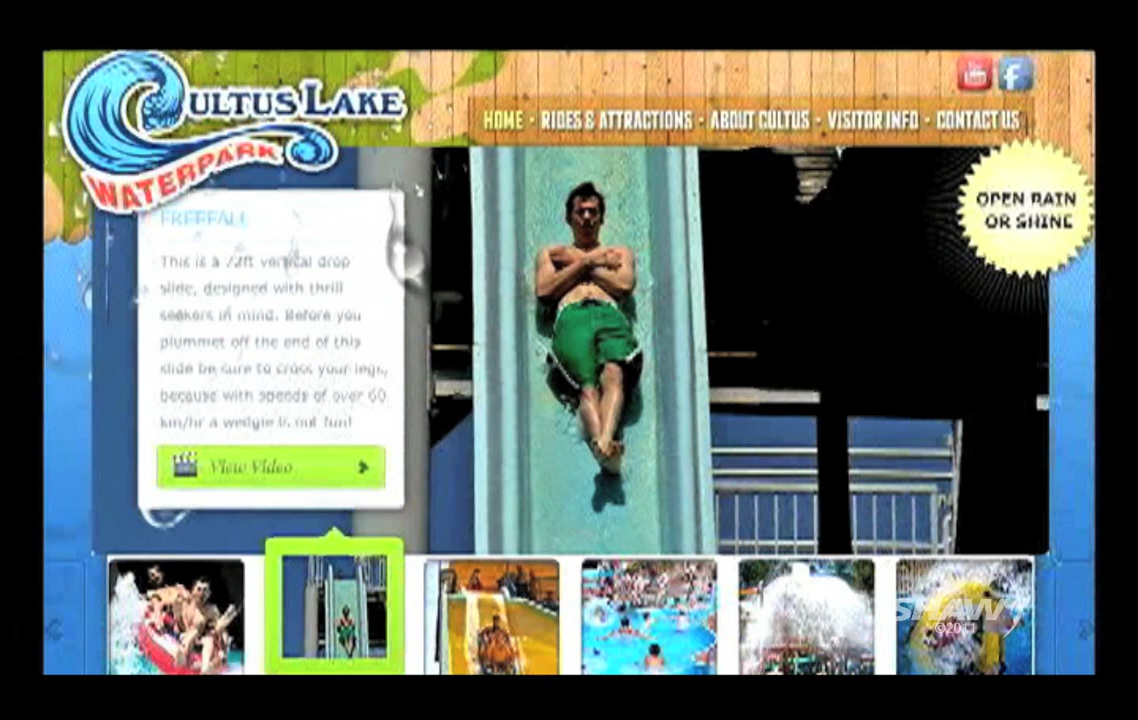 CULTUS LAKE
WATERPARK
You
HOME • RIDES & ATTRACTIONS • ABOUT CULTUS • VISITOR INFO • CONTACT US
OPEN RAIN
OR SHINE
FREEFALL
This is a 72ft vertical drop
slide, designed with thrill
seekers in mind. Before you
plummet off the end of this
slide be sure to cross your legs,
because with speeds of over 60
km/hr a wedgie is not fun!
View Video
SHAW
©2011